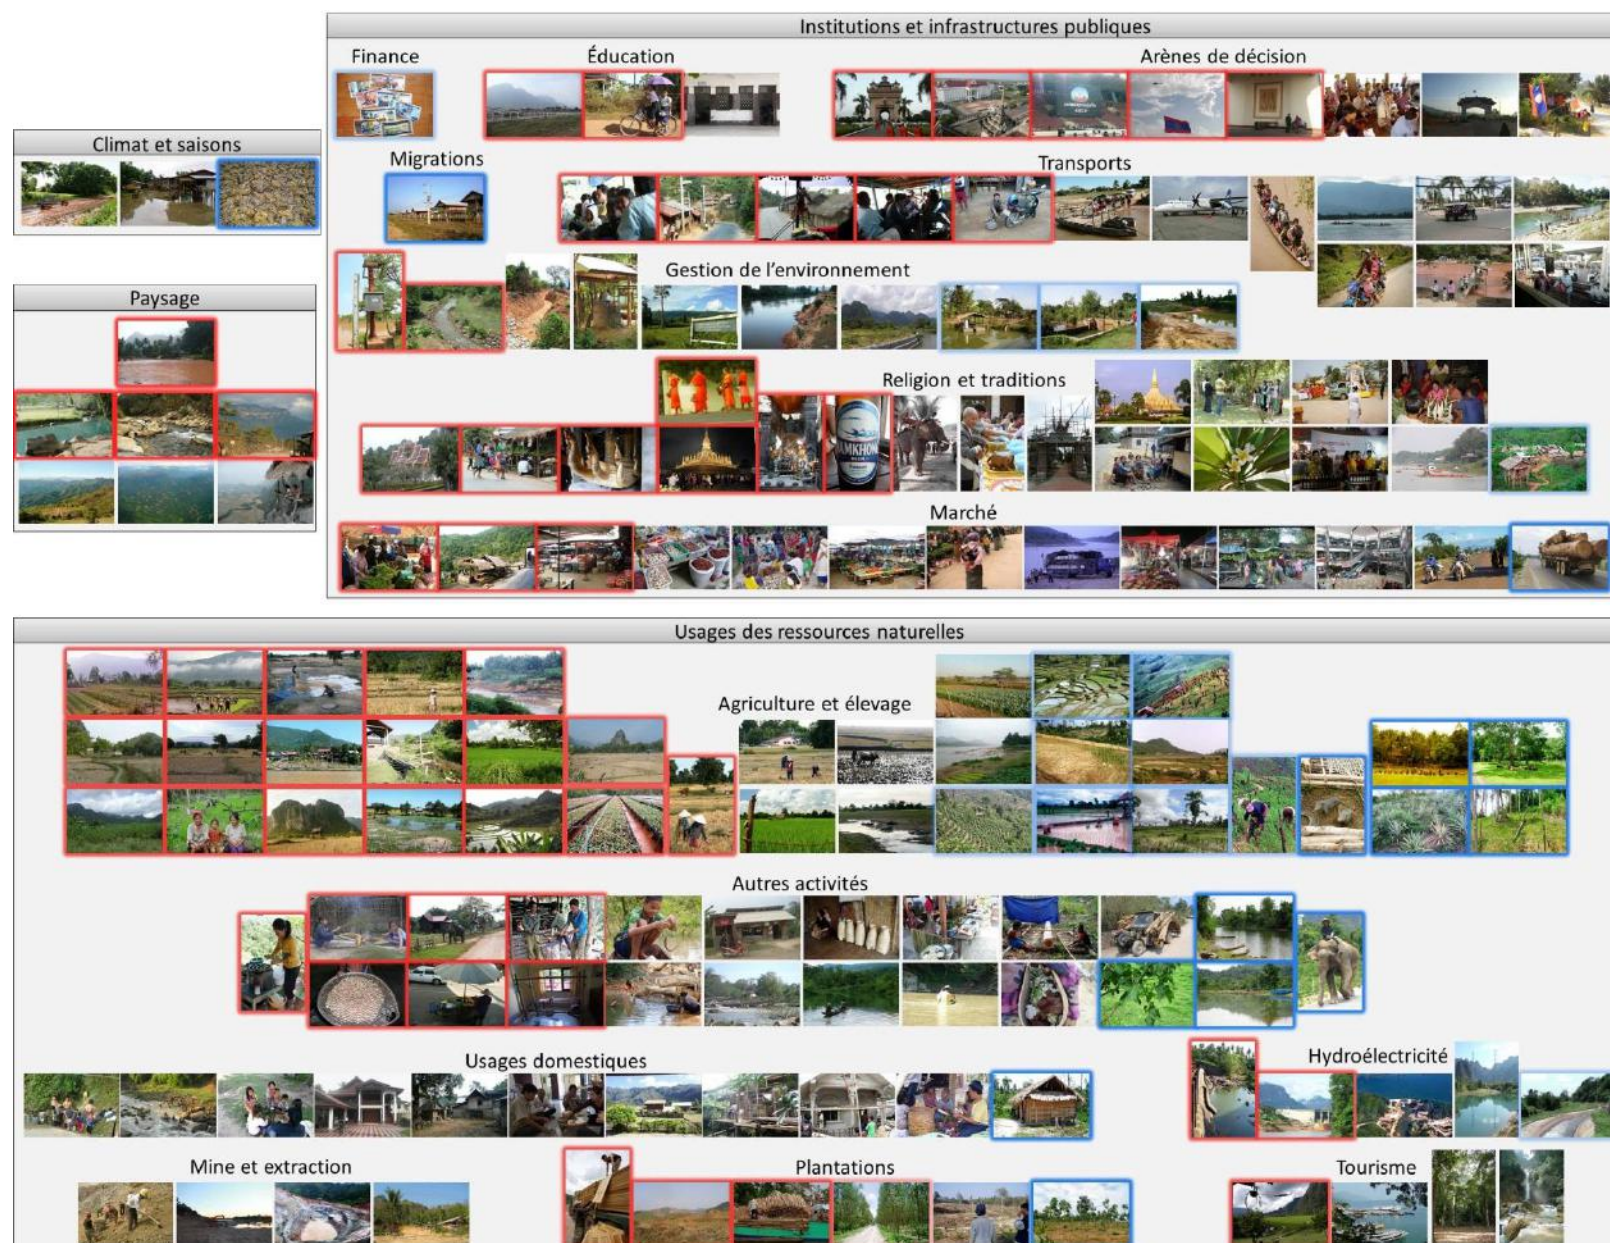 Institutions et infrastructures publiques
Finance
Éducation
Arènes de décision
Climat et saisons
Migrations
Transports
Gestion de l'environnement
Paysage
Religion et traditions
NAMKHONG
Marché
Usages des ressources naturelles
Agriculture et élevage
Autres activités
Usages domestiques
Hydroélectricité
Mine et extraction
Plantations
Tourisme